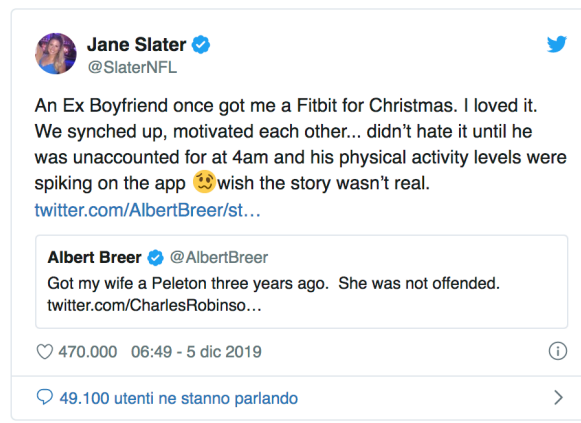 Jane Slater
@SlaterNFL
An Ex Boyfriend once got me a Fitbit for Christmas. I loved it.
We synched up, motivated each other... didn’t hate it until he
was unaccounted for at 4am and his physical activity levels were
spiking on the app 🥴wish the story wasn’t real.
twitter.com/AlbertBreer/st…
Albert Breer @AlbertBreer
Got my wife a Peleton three years ago.  She was not offended.
twitter.com/CharlesRobinso…
470.000 06:49 - 5 dic 2019
49.100 utenti ne stanno parlando